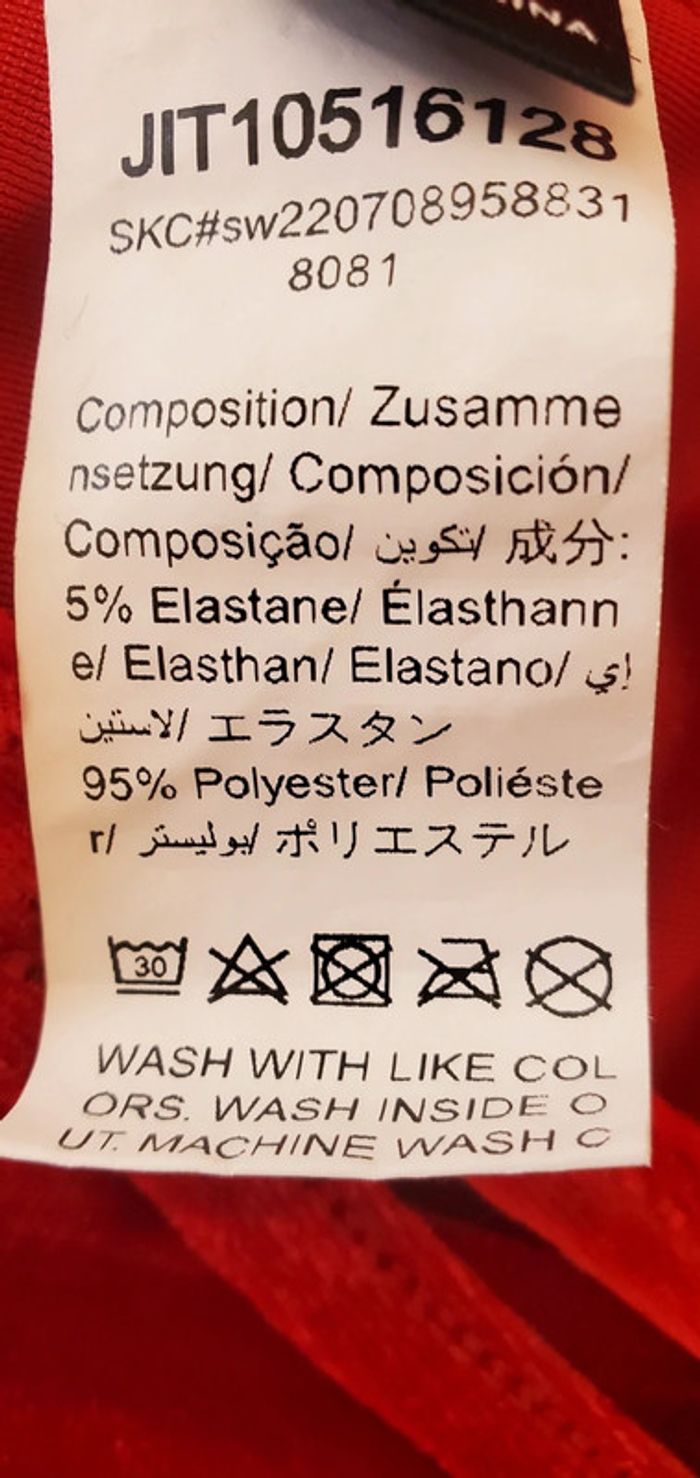 INA
JIT10516128
SKC#sw220708958831
8081
Composition/ Zusamme
nsetzung/ Composición/
Composição/ تكوين/ 成分:
5% Elastane/ Élasthann
e/ Elasthan/ Elastano/ إي
لاستين/ エラスタン
95% Polyester/ Poliéste
r/ بوليستر/ ポリエステル
30
WASH WITH LIKE COL
ORS. WASH INSIDE O
UT. MACHINE WASH C